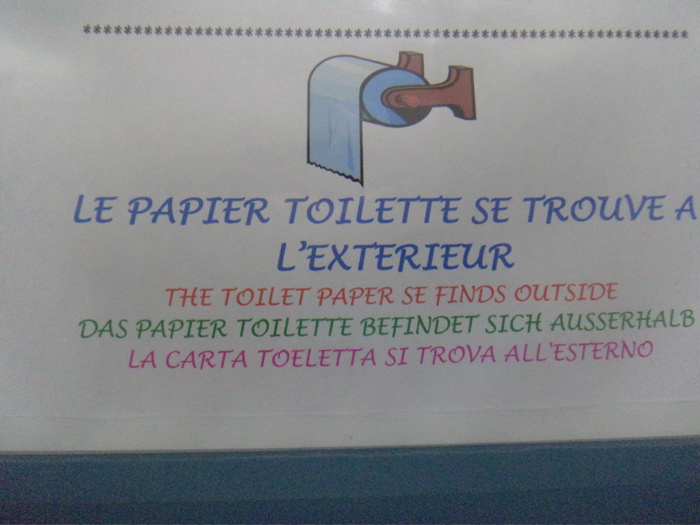 ************************************************************
LE PAPIER TOILETTE SE TROUVE A
L'EXTERIEUR
THE TOILET PAPER SE FINDS OUTSIDE
DAS PAPIER TOILETTE BEFINDET SICH AUSSERHALB
LA CARTA TOELETTA SI TROVA ALL'ESTERNO